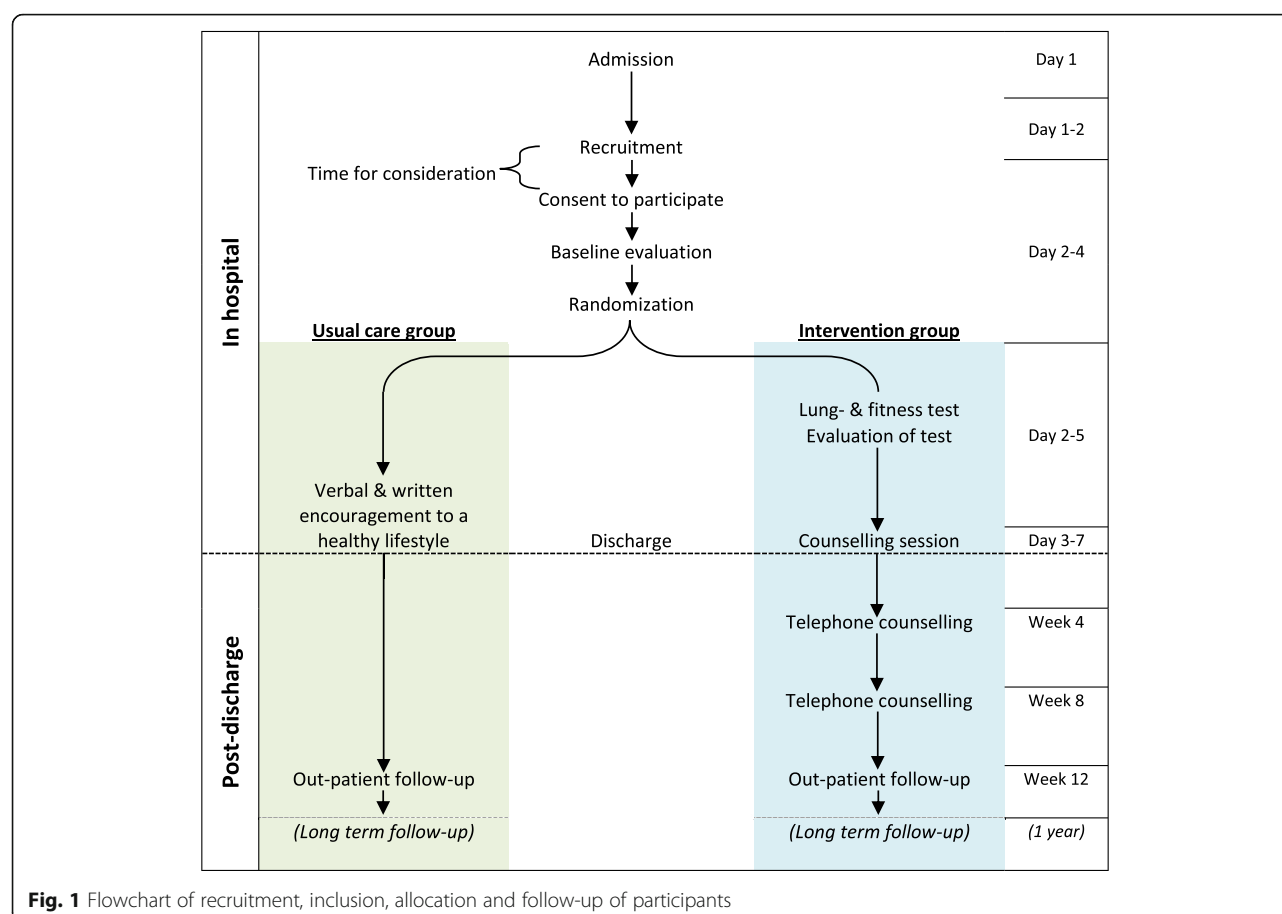 Admission
Day 1
Day 1-2
Recruitment
Time for consideration
Consent to participate
Baseline evaluation
Day 2-4
Randomization
In hospital
Usual care group
Intervention group
Lung- & fitness test
Evaluation of test
Day 2-5
Verbal & written
encouragement to a
healthy lifestyle
Discharge
Counselling session
Day 3-7
Post-discharge
Telephone counselling
Week 4
Telephone counselling
Week 8
Out-patient follow-up
Out-patient follow-up
Week 12
(Long term follow-up)
(Long term follow-up)
(1 year)
Fig. 1 Flowchart of recruitment, inclusion, allocation and follow-up of participants